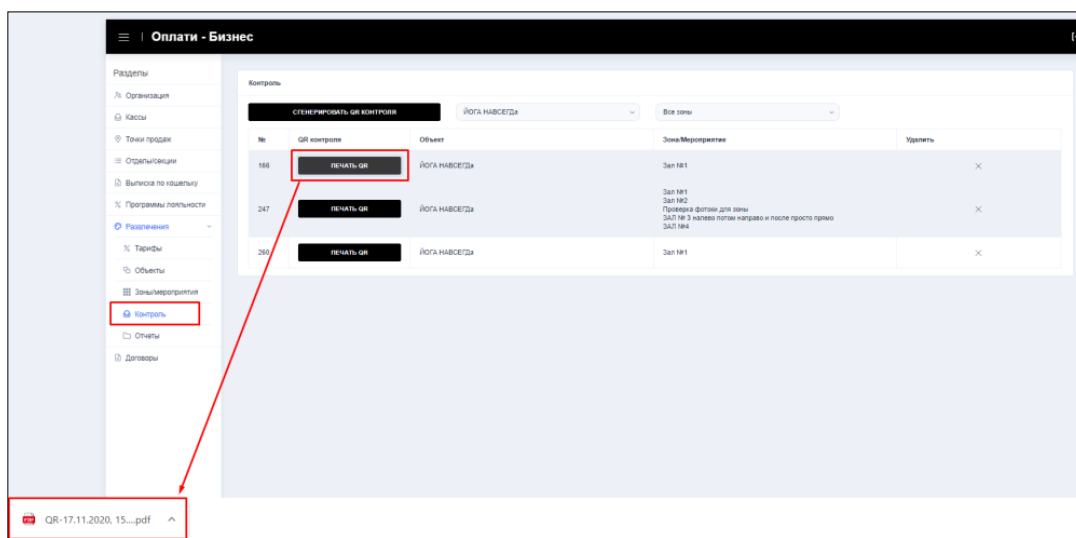 Оплати - Бизнес
Разделы
Организация
Кассы
Точки продаж
Отделы/секции
Выписка по кошельку
Программы лояльности
Развлечения
Тарифы
Объекты
Зоны/мероприятия
Контроль
Отчеты
Договоры
Контроль
СГЕНЕРИРОВАТЬ QR КОНТРОЛЯ ЙОГА НАВСЕГДа Все зоны
№ QR контроля Объект Зона/Мероприятие Удалить
166 ПЕЧАТЬ QR ЙОГА НАВСЕГДа Зал №1
247 ПЕЧАТЬ QR ЙОГА НАВСЕГДа
Зал №1
Зал №2
Проверка фотоки для зоны
ЗАЛ № 3 налево потом направо и после просто прямо
ЗАЛ №4
260 ПЕЧАТЬ QR ЙОГА НАВСЕГДа Зал №1
PDF QR-17.11.2020, 15....pdf